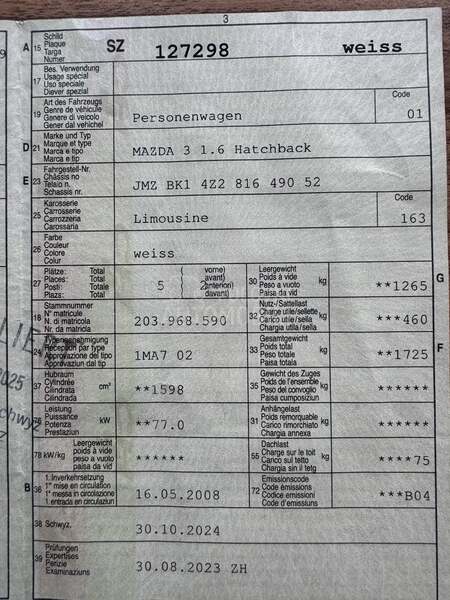 3
A 15 Schild
Plaque
Targa
Numer
SZ 127298 weiss
17 Bes. Verwendung
Usage spécial
Uso speciale
Diever spezial
19 Art des Fahrzeugs
Genre de véhicule
Genere di veicolo
Gener dal vehichel
Personenwagen
Code
01
D 21 Marke und Typ
Marque et type
Marca e tipo
Marca e tip
MAZDA 3 1.6 Hatchback
E 23 Fahrgestell-Nr.
Châssis no
Telaio n.
Schassis nr.
JMZ BK1 4Z2 816 490 52
25 Karosserie
Carrosserie
Carrozzeria
Carossaria
Limousine
Code
163
26 Farbe
Couleur
Colore
Colur
weiss
27 Plätze: Total
Places: Total
Posti: Totale
Plazs: Total
5
( vorne)
( avant)
2 anteriori)
( davant)
30 Leergewicht
Poids à vide
Peso a vuoto
Paisa da vid
kg
**1265
G
18 Stammnummer
N° matricule
N. di matricola
Nr. da matricla
203.968.590
32 Nutz-/Sattellast
Charge utile/sellette
Carico utile/sella
Chargia utila/sella
kg
***460
24 Typengenehmigung
Réception par type
Approvazione del tipo
Approvaziun dal tip
1MA7 02
33 Gesamtgewicht
Poids total
Peso totale
Paisa totala
kg
**1725
F
37 Hubraum
Cylindrée
Cilindrata
Cilindrada
cm³
**1598
35 Gewicht des Zuges
Poids de l'ensemble
Peso del convoglio
Paisa cumposiziun
kg
******
76 Leistung
Puissance
Potenza
Prestaziun
kW
**77.0
31 Anhängelast
Poids remorquable
Carico rimorchiato
Chargia annexa
kg
******
78 kW/kg
Leergewicht
poids à vide
peso a vuoto
paisa da vid
******
55 Dachlast
Charge sur le toit
Carico sul tetto
Chargia sin il tetg
kg
****75
B 36 1. Inverkehrsetzung
1re mise en circulation
1a messa in circolazione
1. entrada en circulaziun
16.05.2008
72 Emissionscode
Code émissions
Codice emissioni
Code d'emissiuns
***B04
38 Schwyz,
30.10.2024
39 Prüfungen
Expertises
Perizie
Examinaziuns
30.08.2023 ZH